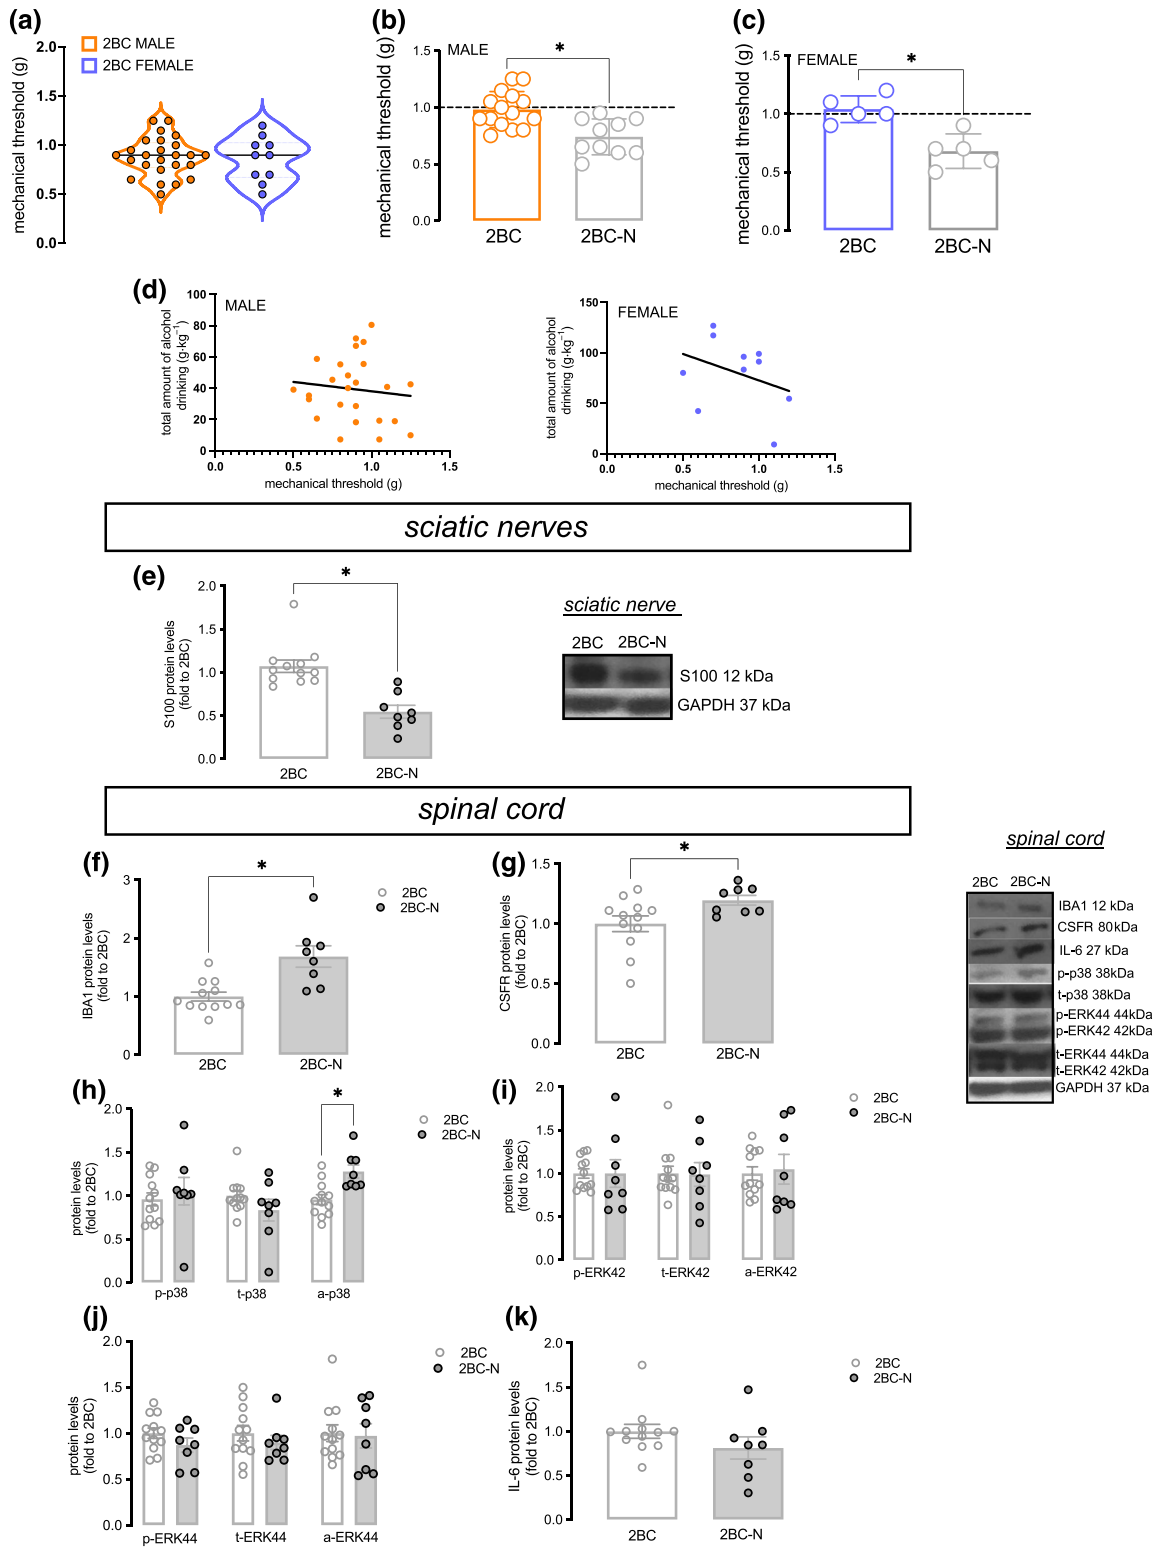 (a)
2BC MALE
2BC FEMALE
mechanical threshold (g)
2.0
1.5
1.0
0.5
0.0
(b)
MALE
*
mechanical threshold (g)
1.5
1.0
0.5
0.0
2BC 2BC-N
(c)
FEMALE
*
mechanical threshold (g)
1.5
1.0
0.5
0.0
2BC 2BC-N
(d)
MALE
total amount of alcohol
drinking (g·kg⁻¹)
100
80
60
40
20
0
0.0 0.5 1.0 1.5
mechanical threshold (g)
FEMALE
total amount of alcohol
drinking (g·kg⁻¹)
150
100
50
0
0.0 0.5 1.0 1.5
mechanical threshold (g)
sciatic nerves
(e)
*
S100 protein levels
(fold to 2BC)
2.0
1.5
1.0
0.5
0.0
2BC 2BC-N
sciatic nerve
2BC 2BC-N
S100 12 kDa
GAPDH 37 kDa
spinal cord
(f)
*
IBA1 protein levels
(fold to 2BC)
3
2
1
0
2BC 2BC-N
2BC
2BC-N
(g)
*
CSFR protein levels
(fold to 2BC)
1.5
1.0
0.5
0.0
2BC 2BC-N
spinal cord
2BC 2BC-N
IBA1 12 kDa
CSFR 80kDa
IL-6 27 kDa
p-p38 38kDa
t-p38 38kDa
p-ERK44 44kDa
p-ERK42 42kDa
t-ERK44 44kDa
t-ERK42 42kDa
GAPDH 37 kDa
(h)
*
protein levels
(fold to 2BC)
2.0
1.5
1.0
0.5
0.0
p-p38 t-p38 a-p38
2BC
2BC-N
(i)
protein levels
(fold to 2BC)
2.0
1.5
1.0
0.5
0.0
p-ERK42 t-ERK42 a-ERK42
2BC
2BC-N
(j)
protein levels
(fold to 2BC)
2.0
1.5
1.0
0.5
0.0
p-ERK44 t-ERK44 a-ERK44
2BC
2BC-N
(k)
IL-6 protein levels
(fold to 2BC)
2.0
1.5
1.0
0.5
0.0
2BC 2BC-N
2BC
2BC-N